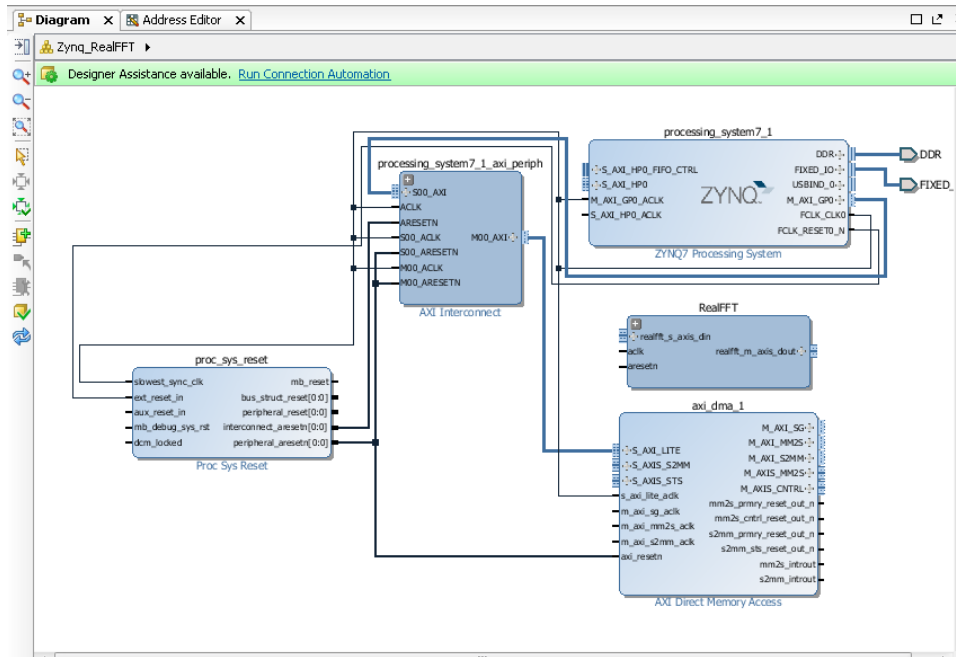 Diagram
Address Editor
Zynq_RealFFT
Designer Assistance available. Run Connection Automation
processing_system7_1_axi_periph
S00_AXI
ACLK
ARESETN
S00_ACLK
S00_ARESETN
M00_ACLK
M00_ARESETN
M00_AXI
AXI Interconnect
processing_system7_1
S_AXI_HP0_FIFO_CTRL
S_AXI_HP0
M_AXI_GP0_ACLK
S_AXI_HP0_ACLK
ZYNQ
DDR
FIXED_IO
USBIND_0
M_AXI_GP0
FCLK_CLK0
FCLK_RESET0_N
ZYNQ7 Processing System
DDR
FIXED_
RealFFT
realfft_s_axis_din
aclk
aresetn
realfft_m_axis_dout
proc_sys_reset
slowest_sync_clk
ext_reset_in
aux_reset_in
mb_debug_sys_rst
dcm_locked
mb_reset
bus_struct_reset[0:0]
peripheral_reset[0:0]
interconnect_aresetn[0:0]
peripheral_aresetn[0:0]
Proc Sys Reset
axi_dma_1
S_AXI_LITE
S_AXIS_S2MM
S_AXIS_STS
s_axi_lite_aclk
m_axi_sg_aclk
m_axi_mm2s_aclk
m_axi_s2mm_aclk
axi_resetn
M_AXI_SG
M_AXI_MM2S
M_AXI_S2MM
M_AXIS_MM2S
M_AXIS_CNTRL
mm2s_prmry_reset_out_n
mm2s_cntrl_reset_out_n
s2mm_prmry_reset_out_n
s2mm_sts_reset_out_n
mm2s_introut
s2mm_introut
AXI Direct Memory Access